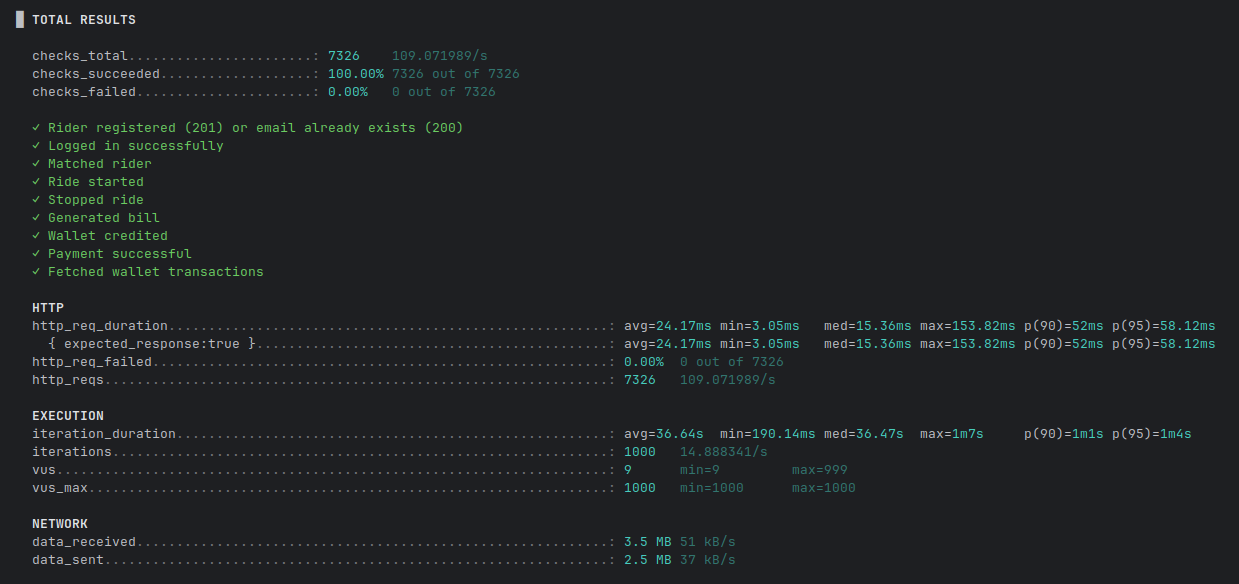 █ TOTAL RESULTS
checks_total.......................: 7326    109.071989/s
checks_succeeded...................: 100.00% 7326 out of 7326
checks_failed......................: 0.00%   0 out of 7326
✓ Rider registered (201) or email already exists (200)
✓ Logged in successfully
✓ Matched rider
✓ Ride started
✓ Stopped ride
✓ Generated bill
✓ Wallet credited
✓ Payment successful
✓ Fetched wallet transactions
HTTP
http_req_duration.......................................................: avg=24.17ms min=3.05ms   med=15.36ms max=153.82ms p(90)=52ms p(95)=58.12ms
{ expected_response:true }............................................: avg=24.17ms min=3.05ms   med=15.36ms max=153.82ms p(90)=52ms p(95)=58.12ms
http_req_failed.........................................................: 0.00%  0 out of 7326
http_reqs...............................................................: 7326   109.071989/s
EXECUTION
iteration_duration......................................................: avg=36.64s  min=190.14ms med=36.47s  max=1m7s     p(90)=1m1s p(95)=1m4s
iterations..............................................................: 1000   14.888341/s
vus.....................................................................: 9      min=9         max=999
vus_max.................................................................: 1000   min=1000      max=1000
NETWORK
data_received...........................................................: 3.5 MB 51 kB/s
data_sent...............................................................: 2.5 MB 37 kB/s